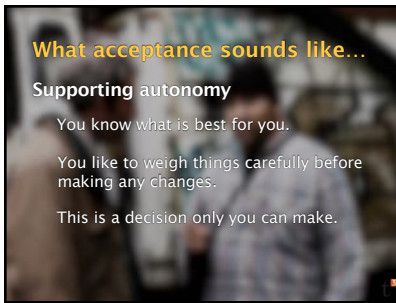 What acceptance sounds like...
Supporting autonomy
You know what is best for you.
You like to weigh things carefully before
making any changes.
This is a decision only you can make.